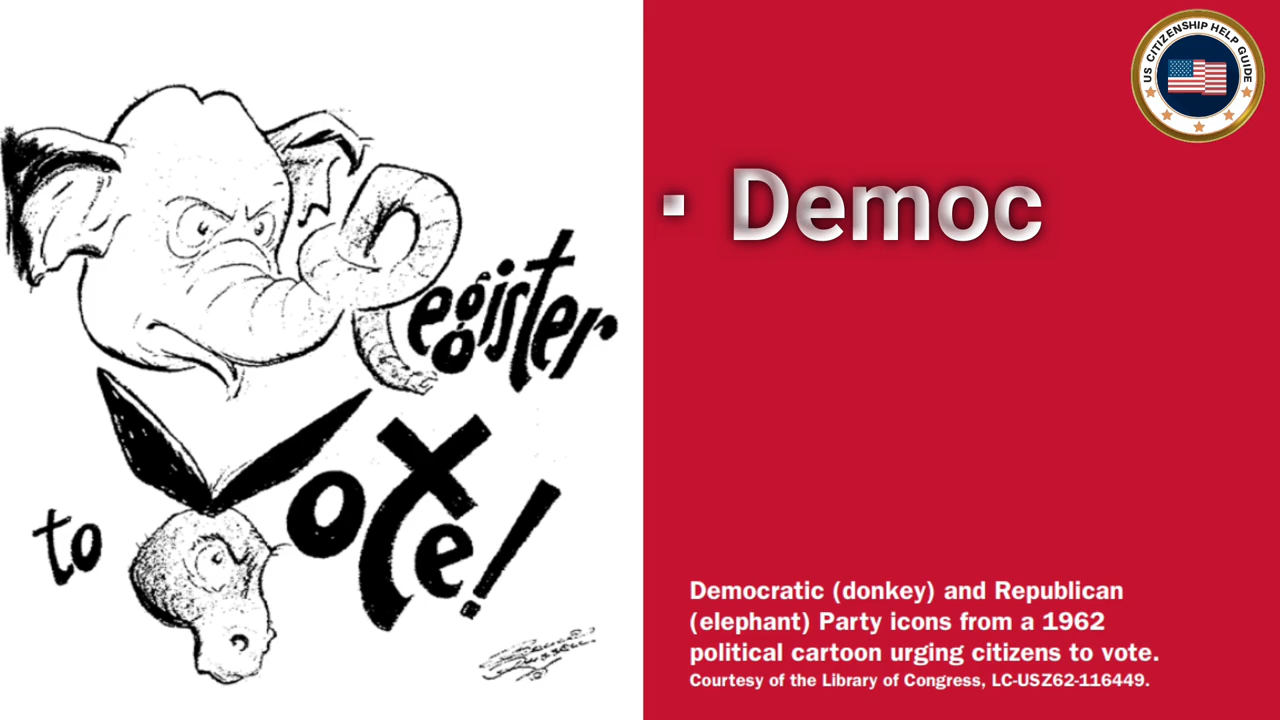 US CITIZENSHIP HELP GUIDE
▪ Democ
Register
to Vote!
Democratic (donkey) and Republican
(elephant) Party icons from a 1962
political cartoon urging citizens to vote.
Courtesy of the Library of Congress, LC-USZ62-116449.